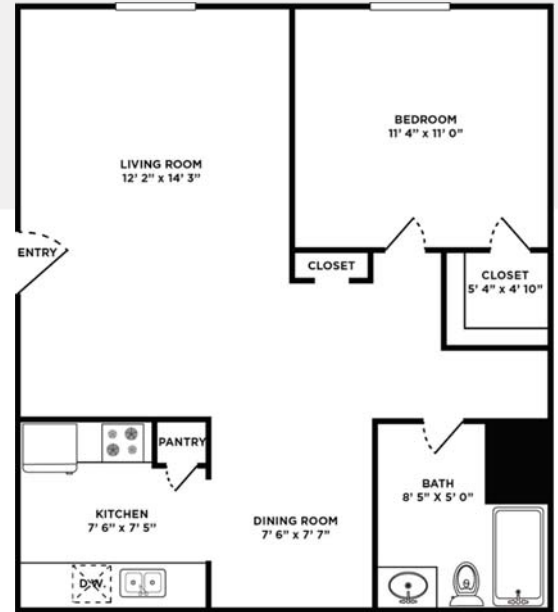 BEDROOM
11' 4" x 11' 0"
LIVING ROOM
12' 2" x 14' 3"
ENTRY
CLOSET
CLOSET
5' 4" x 4' 10"
PANTRY
BATH
8' 5" X 5' 0"
KITCHEN
7' 6" x 7' 5"
DINING ROOM
7' 6" x 7' 7"
D/W